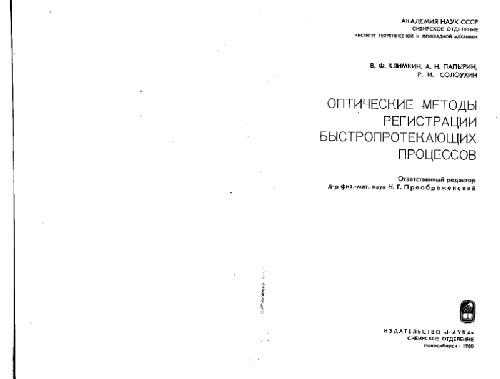 АКАДЕМИЯ НАУК СССР
СИБИРСКОЕ ОТДЕЛЕНИЕ
ИНСТИТУТ ТЕОРЕТИЧЕСКОЙ И ПРИКЛАДНОЙ МЕХАНИКИ
В. Ф. КЛИМКИН, А. Н. ПАПЫРИН,
Р. И. СОЛОУХИН
ОПТИЧЕСКИЕ МЕТОДЫ
РЕГИСТРАЦИИ
БЫСТРОПРОТЕКАЮЩИХ
ПРОЦЕССОВ
Ответственный редактор
д-р физ.-мат. наук Н. Г. Преображенский
ИЗДАТЕЛЬСТВО «НАУКА»
СИБИРСКОЕ ОТДЕЛЕНИЕ
Новосибирск · 1980